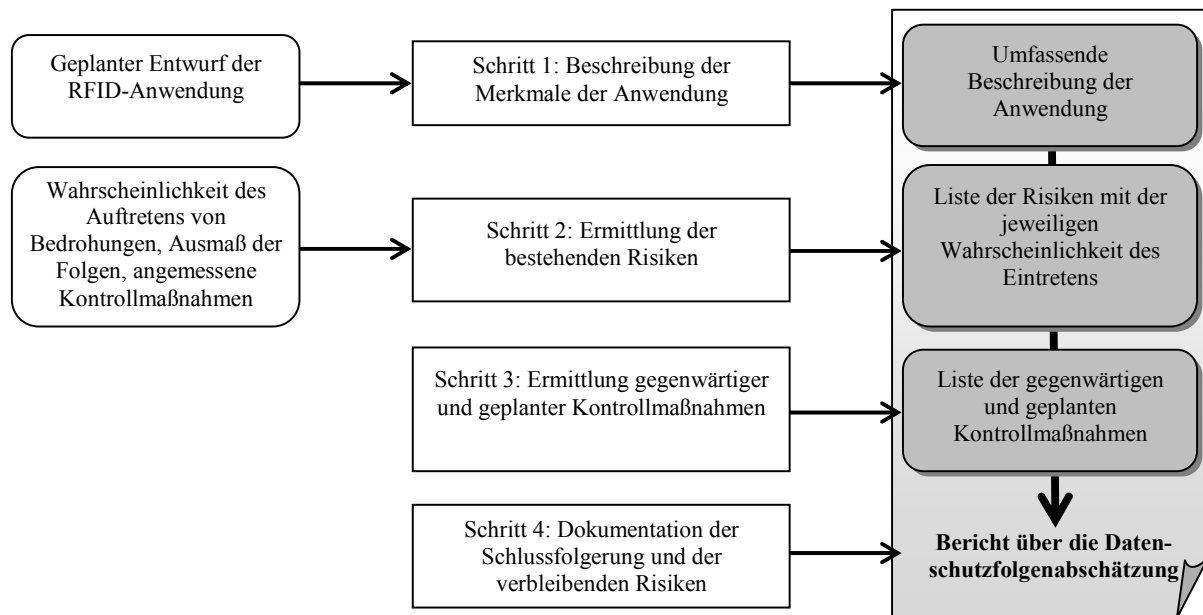 Geplanter Entwurf der
RFID-Anwendung
Schritt 1: Beschreibung der
Merkmale der Anwendung
Umfassende
Beschreibung der
Anwendung
Wahrscheinlichkeit des
Auftretens von
Bedrohungen, Ausmaß der
Folgen, angemessene
Kontrollmaßnahmen
Schritt 2: Ermittlung der
bestehenden Risiken
Liste der Risiken mit der
jeweiligen
Wahrscheinlichkeit des
Eintretens
Schritt 3: Ermittlung gegenwärtiger
und geplanter Kontrollmaßnahmen
Liste der gegenwärtigen
und geplanten
Kontrollmaßnahmen
Schritt 4: Dokumentation der
Schlussfolgerung und der
verbleibenden Risiken
Bericht über die Daten-
schutzfolgenabschätzung